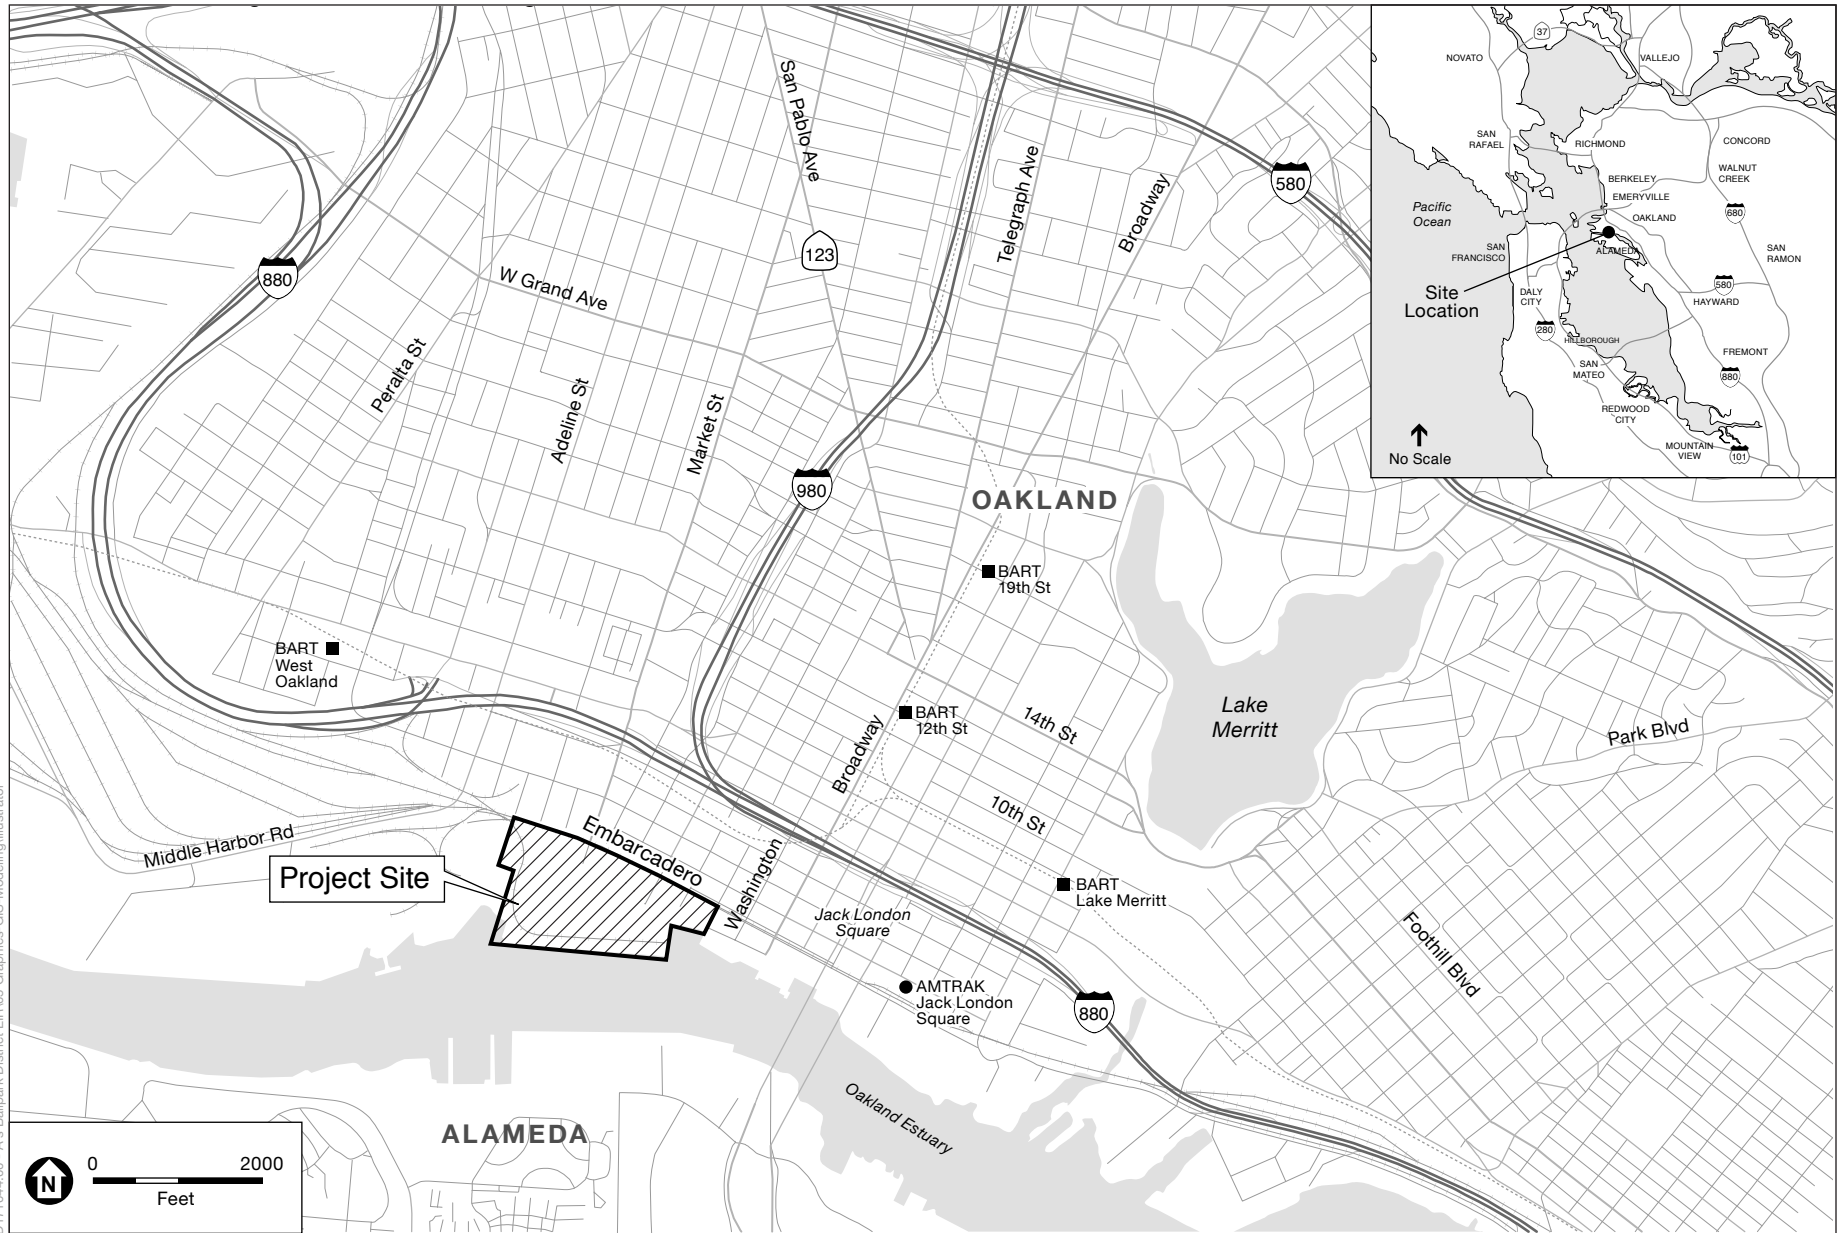 San Pablo Ave
Telegraph Ave
Broadway
580
123
880
W Grand Ave
Peralta St
Adeline St
Market St
980
OAKLAND
BART
19th St
BART
West
Oakland
BART
12th St
14th St
Broadway
Lake
Merritt
Park Blvd
10th St
Middle Harbor Rd
Embarcadero
Project Site
Washington
BART
Lake Merritt
Jack London
Square
Foothill Blvd
AMTRAK
Jack London
Square
880
Oakland Estuary
ALAMEDA
N
0
2000
Feet
37
NOVATO
VALLEJO
SAN
RAFAEL
RICHMOND
CONCORD
WALNUT
CREEK
BERKELEY
EMERYVILLE
Pacific
Ocean
OAKLAND
680
SAN
FRANCISCO
ALAMEDA
SAN
RAMON
Site
Location
DALY
CITY
580
HAYWARD
280
HILLBOROUGH
FREMONT
SAN
MATEO
880
REDWOOD
CITY
No Scale
MOUNTAIN
VIEW
101